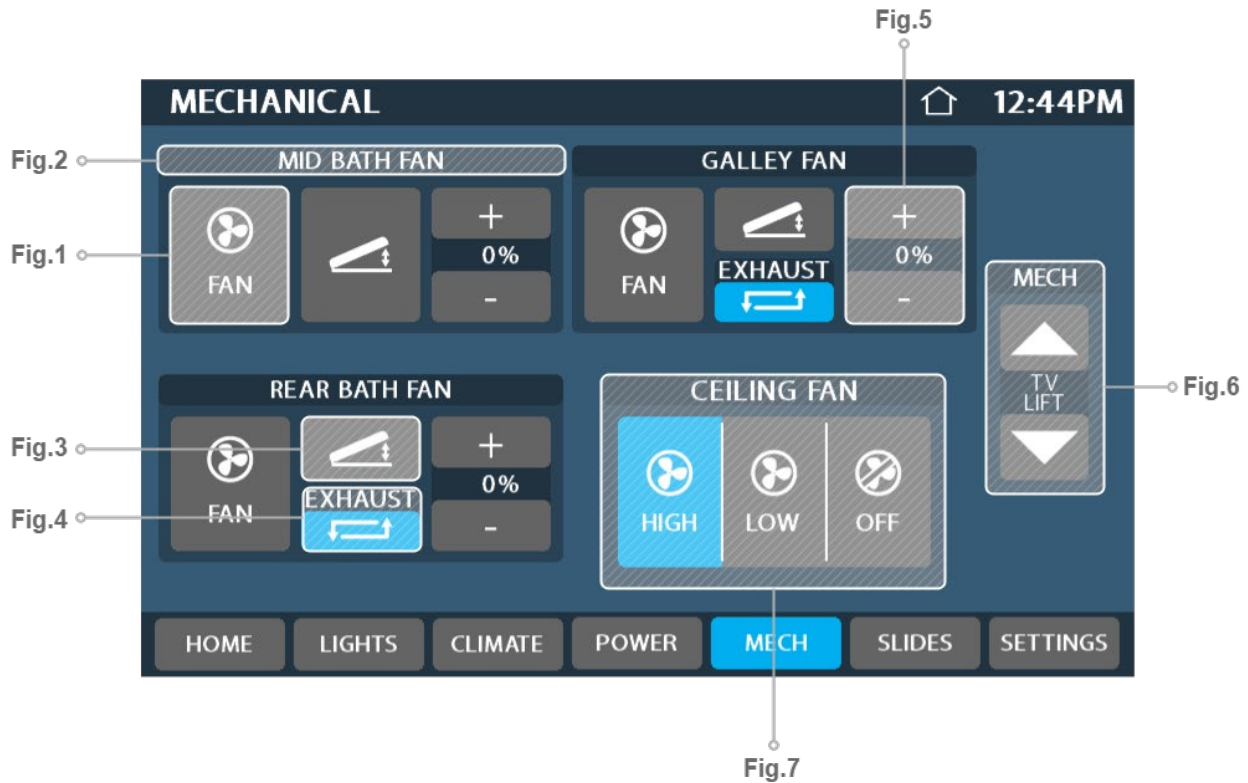 Fig.5
MECHANICAL 12:44PM
Fig.2
MID BATH FAN
GALLEY FAN
Fig.1
FAN
+
0%
-
FAN
EXHAUST
+
0%
-
MECH
TV
LIFT
Fig.6
REAR BATH FAN
CEILING FAN
Fig.3
Fig.4
FAN
EXHAUST
+
0%
-
HIGH
LOW
OFF
HOME LIGHTS CLIMATE POWER MECH SLIDES SETTINGS
Fig.7